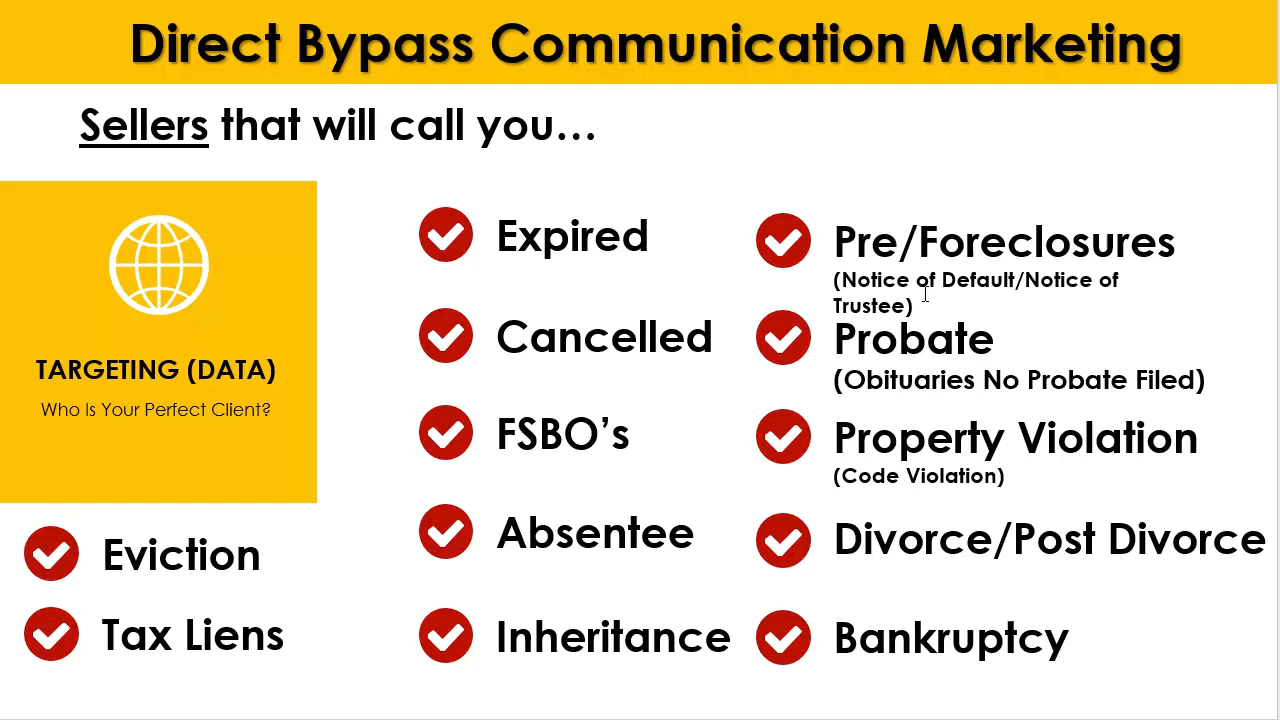 Direct Bypass Communication Marketing
Sellers that will call you…
TARGETING (DATA)
Who Is Your Perfect Client?
Eviction
Tax Liens
Expired
Cancelled
FSBO’s
Absentee
Inheritance
Pre/Foreclosures
(Notice of Default/Notice of
Trustee)
Probate
(Obituaries No Probate Filed)
Property Violation
(Code Violation)
Divorce/Post Divorce
Bankruptcy